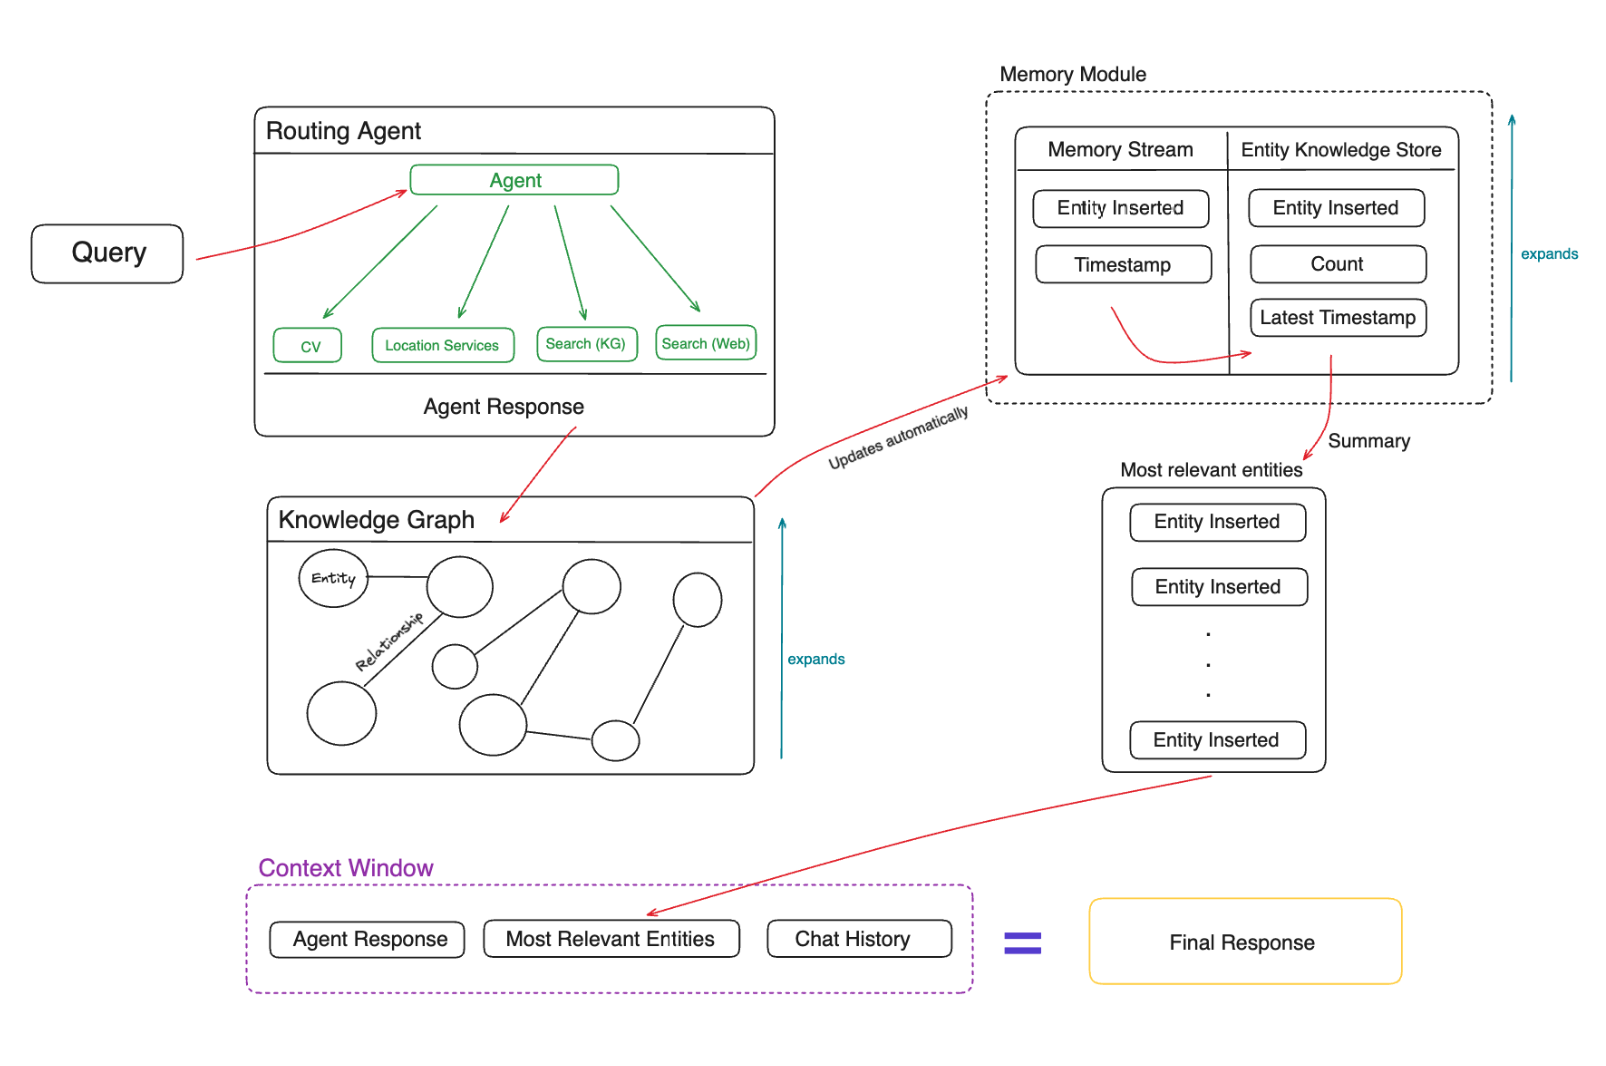 Memory Module
Routing Agent
Agent
Query
CV
Location Services
Search (KG)
Search (Web)
Agent Response
Memory Stream
Entity Knowledge Store
Entity Inserted
Entity Inserted
Timestamp
Count
Latest Timestamp
expands
Updates automatically
Summary
Most relevant entities
Entity Inserted
Entity Inserted
.
.
.
Entity Inserted
Knowledge Graph
Entity
Relationship
expands
Context Window
Agent Response
Most Relevant Entities
Chat History
=
Final Response